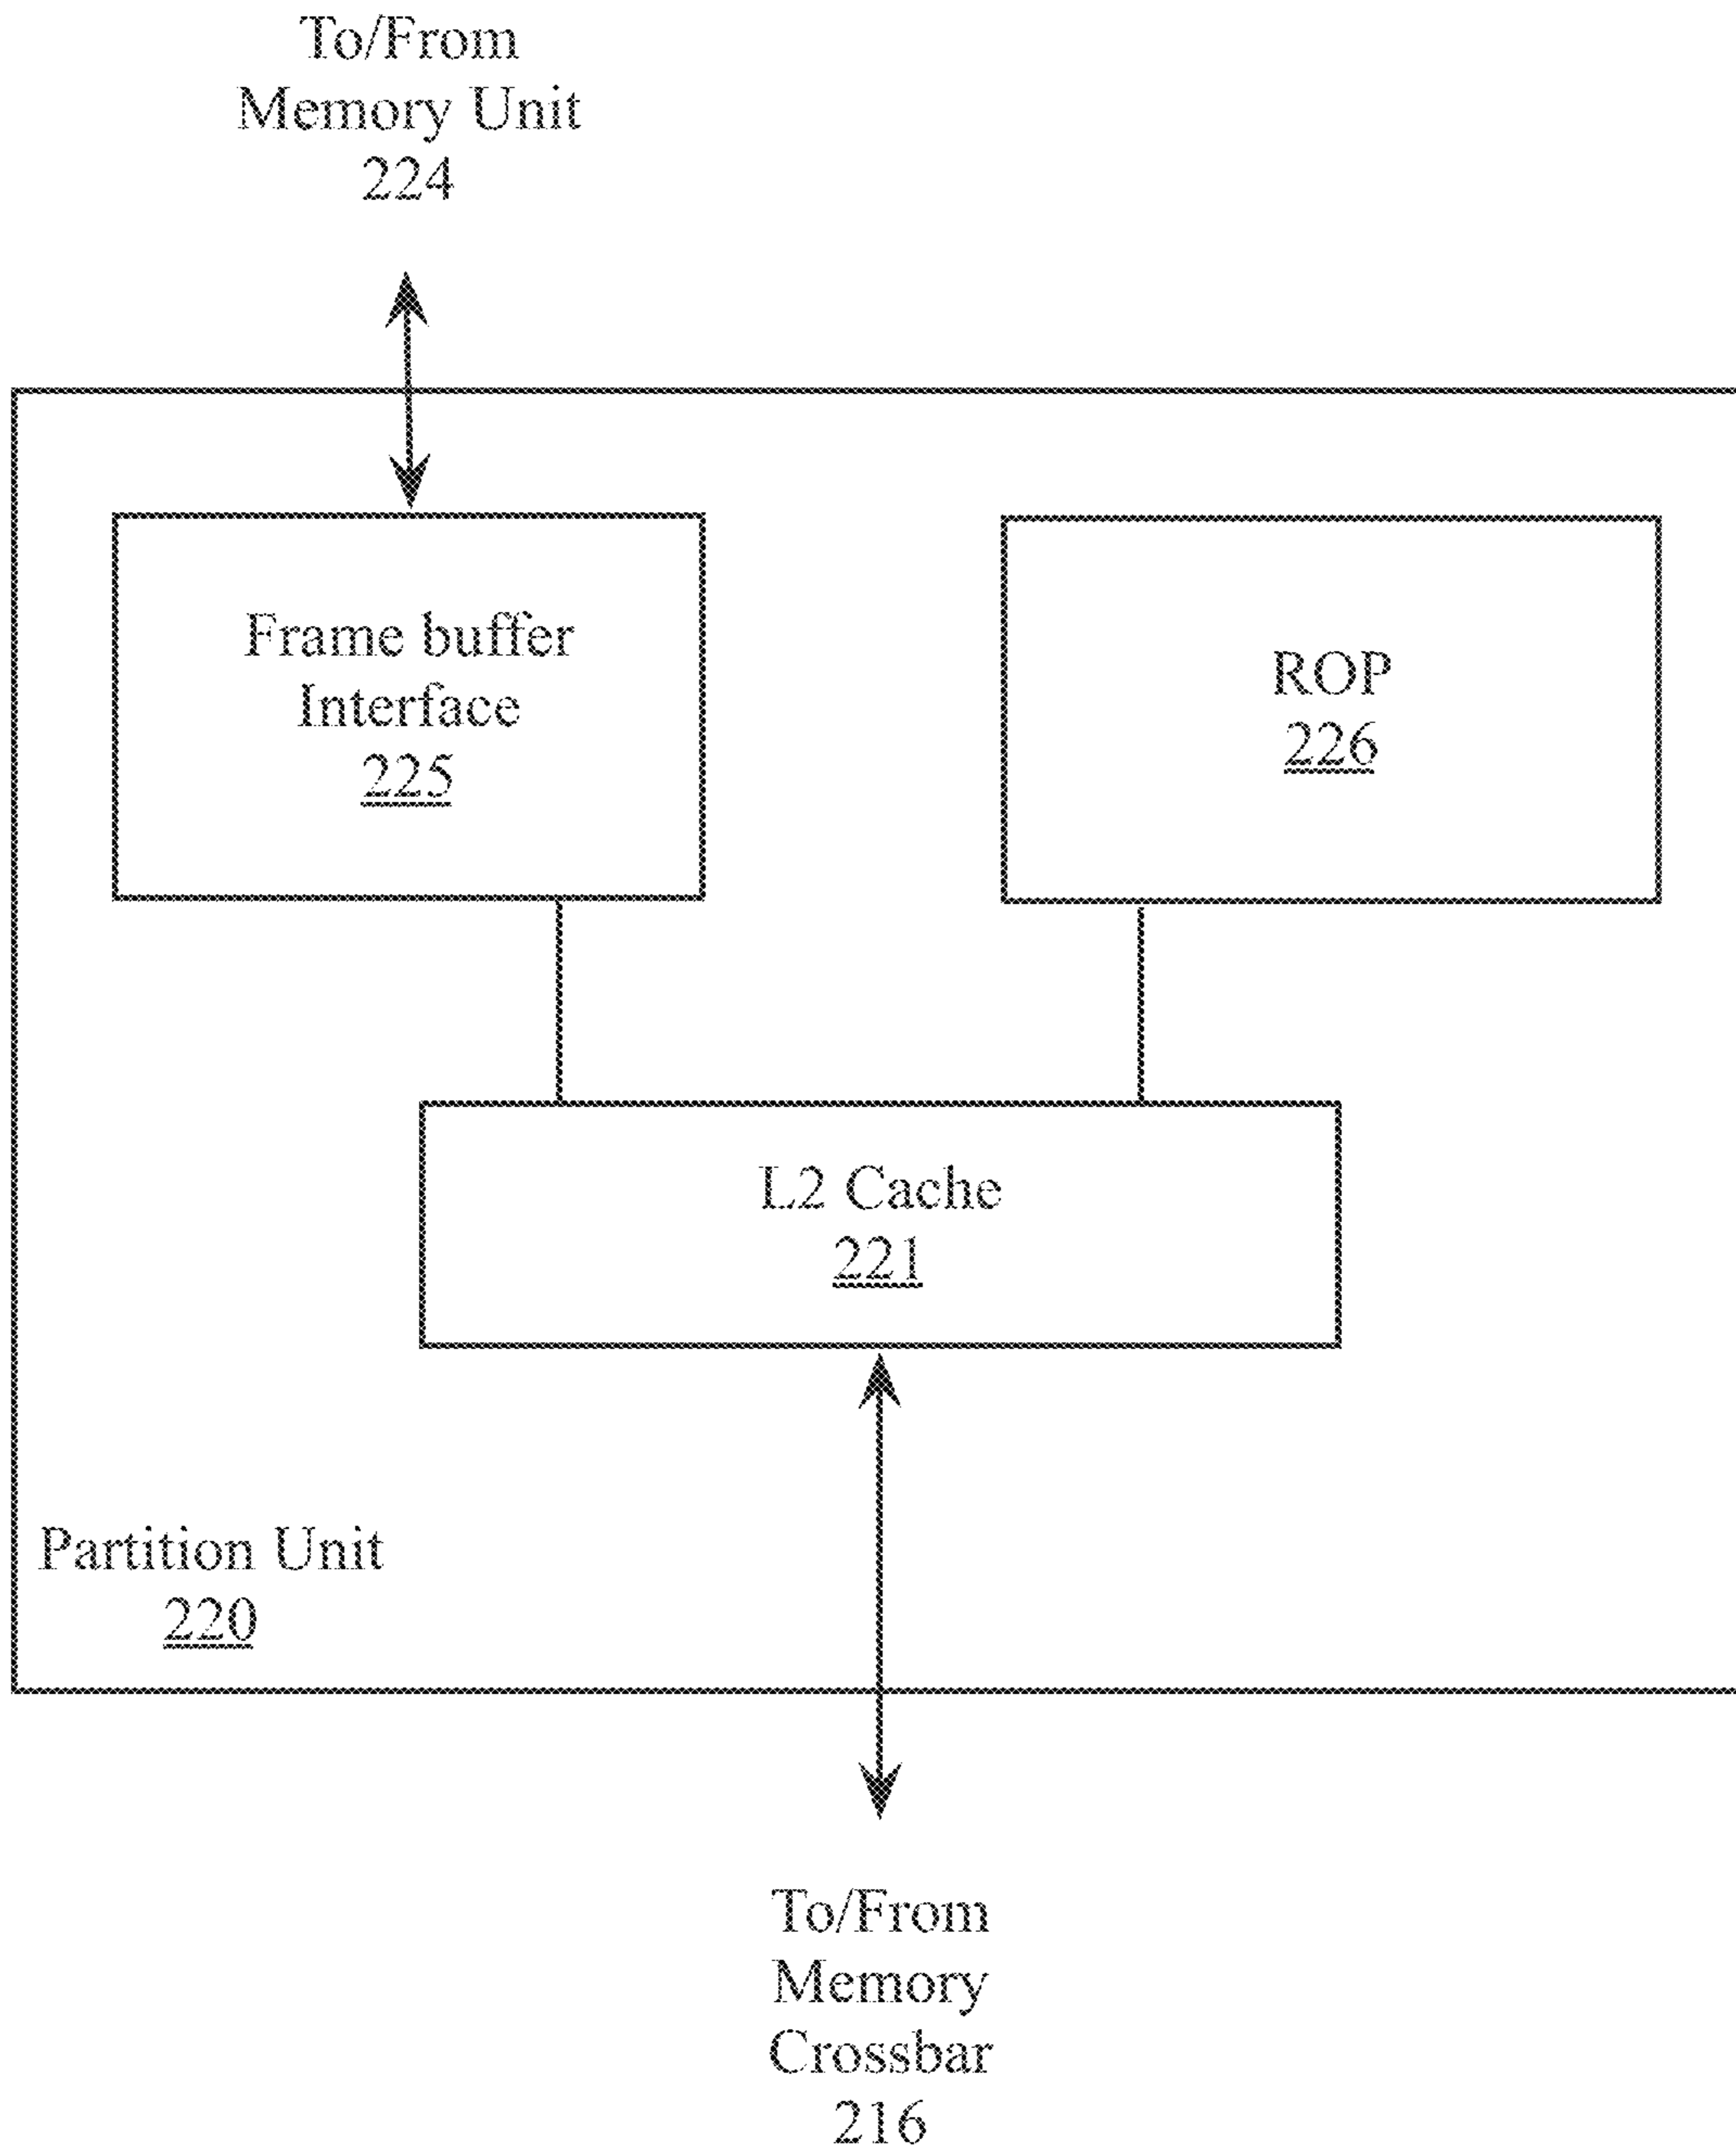 To/From
Memory Unit
224
Frame buffer
Interface
225
ROP
226
L2 Cache
221
Partition Unit
220
To/From
Memory
Crossbar
216